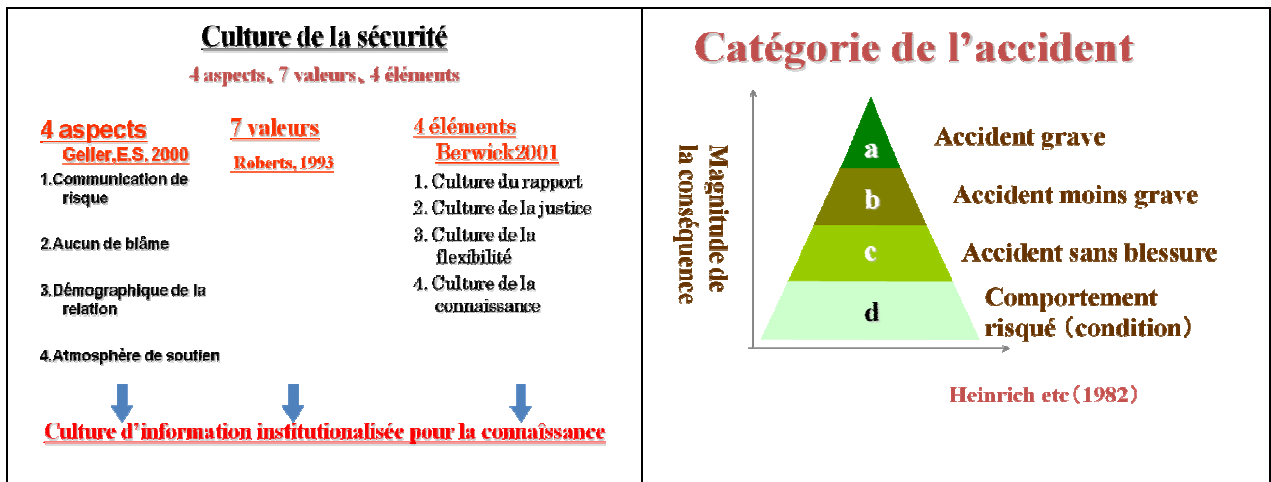 Culture de la sécurité
4 aspects、7 valeurs、4 éléments
4 aspects
Geller,E.S. 2000
1.Communication de
risque
2.Aucun de blâme
3.Démographique de la
relation
4.Atmosphère de soutien
7 valeurs
Roberts, 1993
4 éléments
Berwick2001
1. Culture du rapport
2. Culture de la justice
3. Culture de la
flexibilité
4. Culture de la
connaissance
Culture d’information institutionalisée pour la connaissance
Catégorie de l’accident
Magnitude de
la conséquence
a
Accident grave
b
Accident moins grave
c
Accident sans blessure
d
Comportement
risqué（condition）
Heinrich etc（1982）